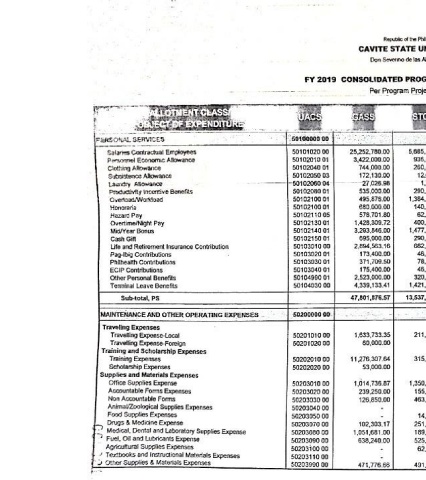 Republic of the Phil
CAVITE STATE U
Don Severino de las Al
FY 2019 CONSOLIDATED PROG
Per Program Proje
ALLOTMENT CLASS OBJECT OF EXPENDITURE UACS GASS STO
PERSONAL SERVICES 50100000 00
Salaries Contractual Employees 50101020 00 25,252,780.00 5,685,
Personnel Economic Allowance 50102010 01 3,422,000.00 936,
Clothing Allowance 50102040 01 744,000.00 260,
Subsistence Allowance 50102050 03 172,130.00 12,
Laundry Allowance 50102060 04 27,026.98 1,
Productivity Incentive Benefits 50102080 01 535,000.00 290,
Overload/Workload 50102100 01 495,875.00 1,384,
Honoraria 50102100 01 680,000.00 140,
Hazard Pay 50102110 05 578,701.80 62,
Overtime/Night Pay 50102130 01 1,428,309.72 400,
Mid/Year Bonus 50102140 01 3,293,846.00 1,477,
Cash Gift 50102150 01 695,000.00 290,
Life and Retirement Insurance Contribution 50103010 00 2,694,563.16 682,
Pag-ibig Contributions 50103020 01 173,400.00 46,
Philhealth Contributions 50103030 01 371,709.50 78,
ECIP Contributions 50103040 01 175,400.00 46,
Other Personal Benefits 50104990 01 2,523,000.00 320,
Terminal Leave Benefits 50104030 00 4,339,133.41 1,421,
Sub-total, PS 47,801,876.57 13,537,
MAINTENANCE AND OTHER OPERATING EXPENSES 50200000 00
Traveling Expenses
Travelling Expense-Local 50201010 00 1,633,733.35 211,
Travelling Expense-Foreign 50201020 00 60,000.00
Training and Scholarship Expenses
Training Expenses 50202010 00 11,276,307.64 315,
Scholarship Expenses 50202020 00 53,000.00
Supplies and Materials Expenses
Office Supplies Expense 50203010 00 1,014,736.87 1,350,
Accountable Forms Expenses 50203020 00 239,250.00 155,
Non Accountable Forms 50203030 00 126,850.00 463,
Animal/Zoological Supplies Expenses 50203040 00 -
Food Supplies Expenses 50203050 00 - 14,
Drugs & Medicine Expense 50203070 00 102,303.17 251,
Medical, Dental and Laboratory Supplies Expense 50203080 00 1,051,681.00 189,
Fuel, Oil and Lubricants Expense 50203090 00 638,240.00 525,
Agricultural Supplies Expenses 50203100 00 - 62,
Textbooks and Instructional Materials Expenses 50203110 00 -
Other Supplies & Materials Expenses 50203990 00 471,776.66 491,